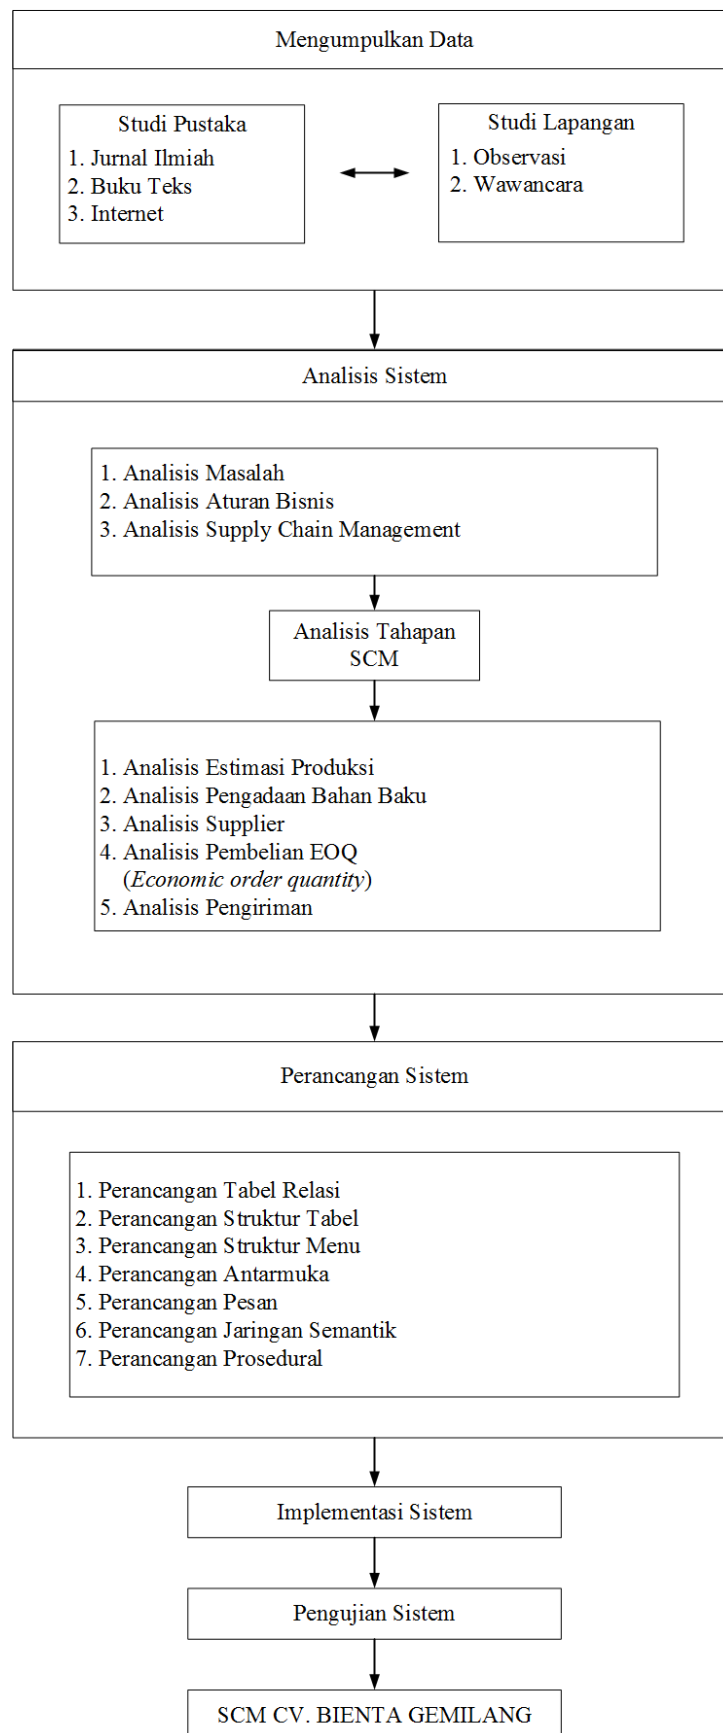 Mengumpulkan Data
Studi Pustaka
1. Jurnal Ilmiah
2. Buku Teks
3. Internet
Studi Lapangan
1. Observasi
2. Wawancara
Analisis Sistem
1. Analisis Masalah
2. Analisis Aturan Bisnis
3. Analisis Supply Chain Management
Analisis Tahapan
SCM
1. Analisis Estimasi Produksi
2. Analisis Pengadaan Bahan Baku
3. Analisis Supplier
4. Analisis Pembelian EOQ
(Economic order quantity)
5. Analisis Pengiriman
Perancangan Sistem
1. Perancangan Tabel Relasi
2. Perancangan Struktur Tabel
3. Perancangan Struktur Menu
4. Perancangan Antarmuka
5. Perancangan Pesan
6. Perancangan Jaringan Semantik
7. Perancangan Prosedural
Implementasi Sistem
Pengujian Sistem
SCM CV. BIENTA GEMILANG